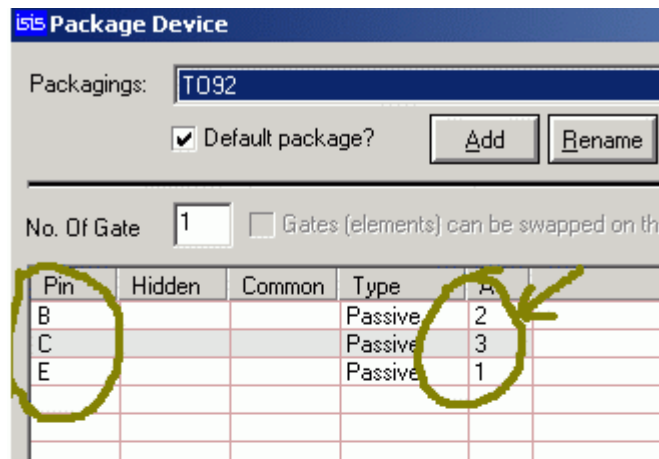 isis Package Device
Packagings: TO92
Default package? Add Rename
No. Of Gate 1 Gates (elements) can be swapped on th
Pin Hidden Common Type A
B Passive 2
C Passive 3
E Passive 1